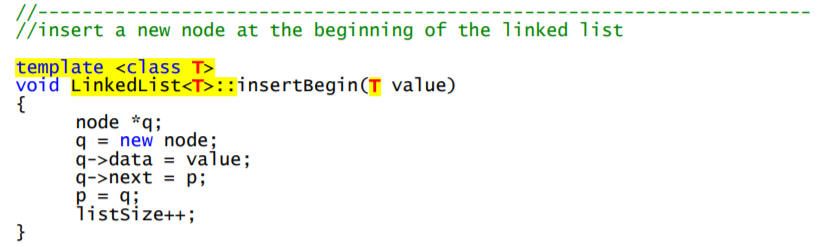 //-----------------------------------------------------------------------
//insert a new node at the beginning of the linked list
template <class T>
void LinkedList<T>::insertBegin(T value)
{
node *q;
q = new node;
q->data = value;
q->next = p;
p = q;
listSize++;
}